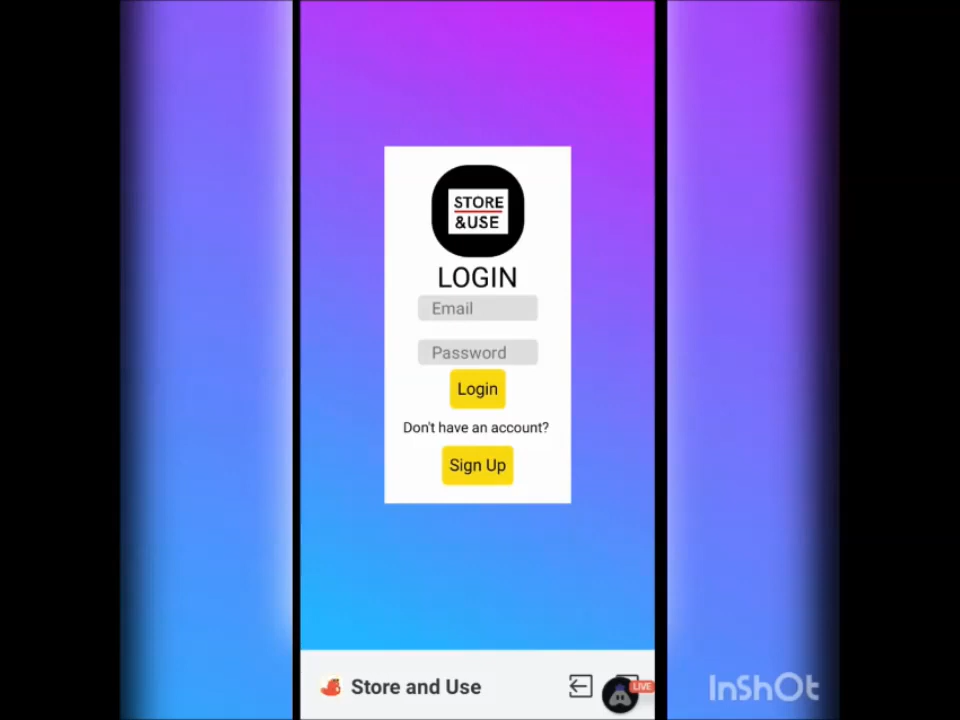 STORE
&USE
LOGIN
Email
Password
Login
Don't have an account?
Sign Up
Store and Use
LIVE
InShOt